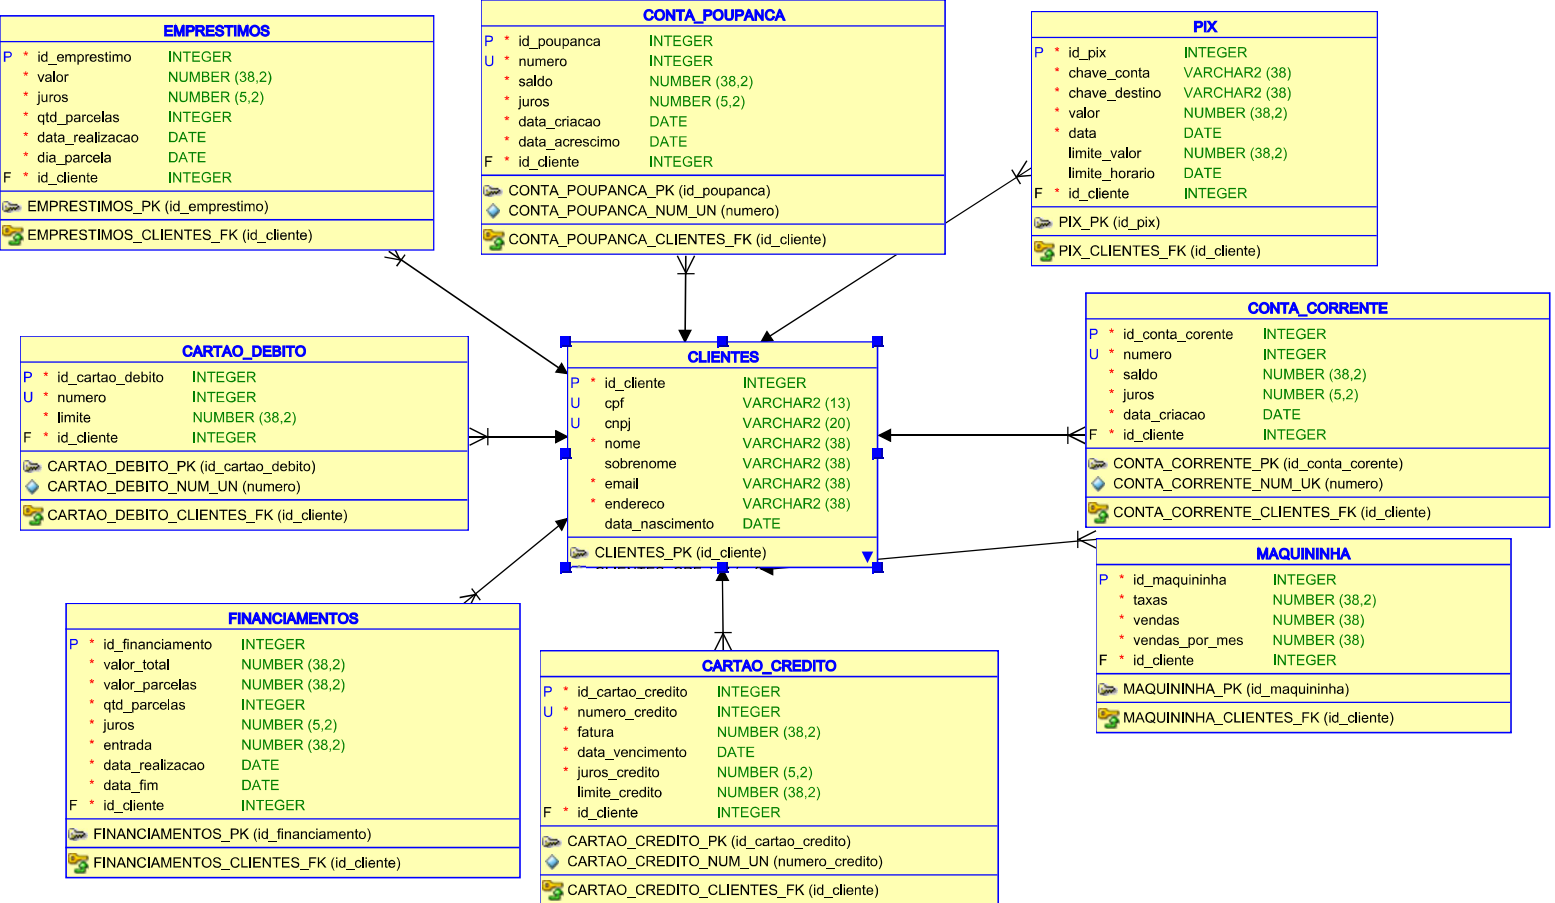 EMPRESTIMOS
P * id_emprestimo INTEGER
* valor NUMBER (38,2)
* juros NUMBER (5,2)
* qtd_parcelas INTEGER
* data_realizacao DATE
* dia_parcela DATE
F * id_cliente INTEGER
EMPRESTIMOS_PK (id_emprestimo)
EMPRESTIMOS_CLIENTES_FK (id_cliente)
CONTA_POUPANCA
P * id_poupanca INTEGER
U * numero INTEGER
* saldo NUMBER (38,2)
* juros NUMBER (5,2)
* data_criacao DATE
* data_acrescimo DATE
F * id_cliente INTEGER
CONTA_POUPANCA_PK (id_poupanca)
CONTA_POUPANCA_NUM_UN (numero)
CONTA_POUPANCA_CLIENTES_FK (id_cliente)
PIX
P * id_pix INTEGER
* chave_conta VARCHAR2 (38)
* chave_destino VARCHAR2 (38)
* valor NUMBER (38,2)
* data DATE
limite_valor NUMBER (38,2)
limite_horario DATE
F * id_cliente INTEGER
PIX_PK (id_pix)
PIX_CLIENTES_FK (id_cliente)
CARTAO_DEBITO
P * id_cartao_debito INTEGER
U * numero INTEGER
* limite NUMBER (38,2)
F * id_cliente INTEGER
CARTAO_DEBITO_PK (id_cartao_debito)
CARTAO_DEBITO_NUM_UN (numero)
CARTAO_DEBITO_CLIENTES_FK (id_cliente)
CLIENTES
P * id_cliente INTEGER
U cpf VARCHAR2 (13)
U cnpj VARCHAR2 (20)
* nome VARCHAR2 (38)
sobrenome VARCHAR2 (38)
* email VARCHAR2 (38)
* endereco VARCHAR2 (38)
data_nascimento DATE
CLIENTES_PK (id_cliente)
CONTA_CORRENTE
P * id_conta_corente INTEGER
U * numero INTEGER
* saldo NUMBER (38,2)
* juros NUMBER (5,2)
* data_criacao DATE
F * id_cliente INTEGER
CONTA_CORRENTE_PK (id_conta_corente)
CONTA_CORRENTE_NUM_UK (numero)
CONTA_CORRENTE_CLIENTES_FK (id_cliente)
MAQUININHA
P * id_maquininha INTEGER
* taxas NUMBER (38,2)
* vendas NUMBER (38)
* vendas_por_mes NUMBER (38)
F * id_cliente INTEGER
MAQUININHA_PK (id_maquininha)
MAQUININHA_CLIENTES_FK (id_cliente)
FINANCIAMENTOS
P * id_financiamento INTEGER
* valor_total NUMBER (38,2)
* valor_parcelas NUMBER (38,2)
* qtd_parcelas INTEGER
* juros NUMBER (5,2)
* entrada NUMBER (38,2)
* data_realizacao DATE
* data_fim DATE
F * id_cliente INTEGER
FINANCIAMENTOS_PK (id_financiamento)
FINANCIAMENTOS_CLIENTES_FK (id_cliente)
CARTAO_CREDITO
P * id_cartao_credito INTEGER
U * numero_credito INTEGER
* fatura NUMBER (38,2)
* data_vencimento DATE
* juros_credito NUMBER (5,2)
limite_credito NUMBER (38,2)
F * id_cliente INTEGER
CARTAO_CREDITO_PK (id_cartao_credito)
CARTAO_CREDITO_NUM_UN (numero_credito)
CARTAO_CREDITO_CLIENTES_FK (id_cliente)